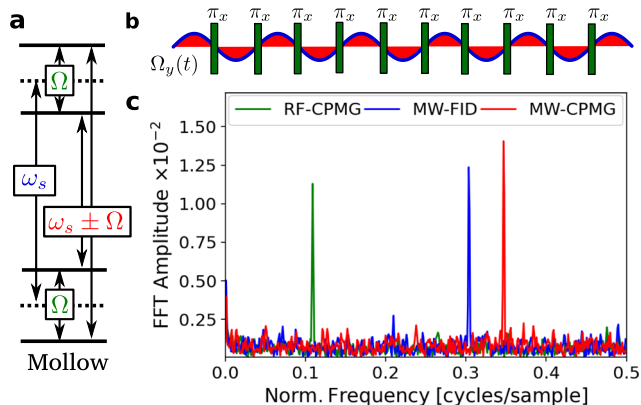 a
Ω
ω_s
ω_s ± Ω
Ω
Mollow
b
π_x π_x π_x π_x π_x π_x π_x π_x π_x π_x
Ω_y(t)
c
RF-CPMG MW-FID MW-CPMG
FFT Amplitude ×10⁻²
1.50
1.25
0.75
0.50
0.25
0.0 0.1 0.2 0.3 0.4 0.5
Norm. Frequency [cycles/sample]